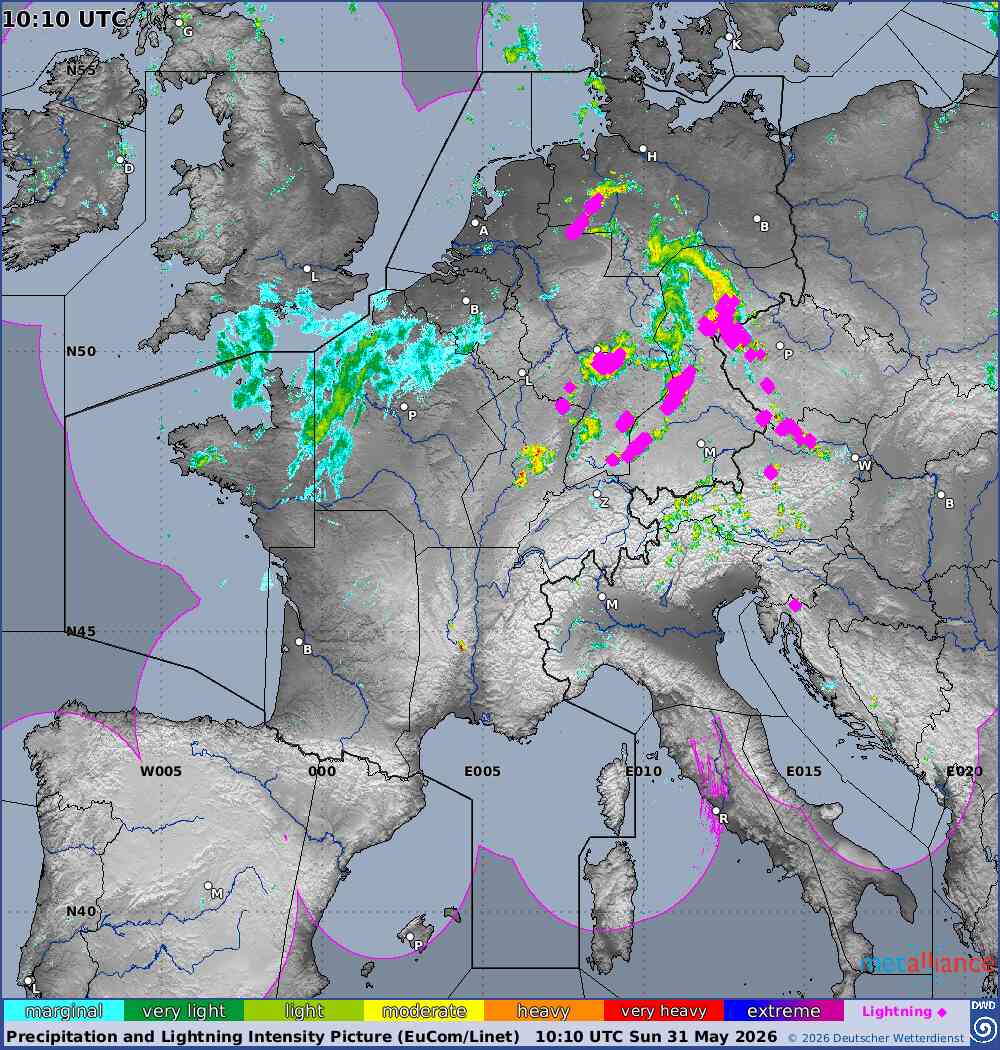 10:10 UTC
G
K
N55
D
H
A
B
L
B
N50
P
L
P
M
W
Z
B
M
N45
B
W005
000
E005
E010
E015
E020
R
M
N40
P
L
metalliance
marginal
very light
light
moderate
heavy
very heavy
extreme
Lightning ◆
DWD
Precipitation and Lightning Intensity Picture (EuCom/Linet) 10:10 UTC Sun 31 May 2026 © 2026 Deutscher Wetterdienst